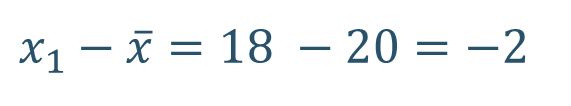 x₁ − x̄ = 18 − 20 = −2